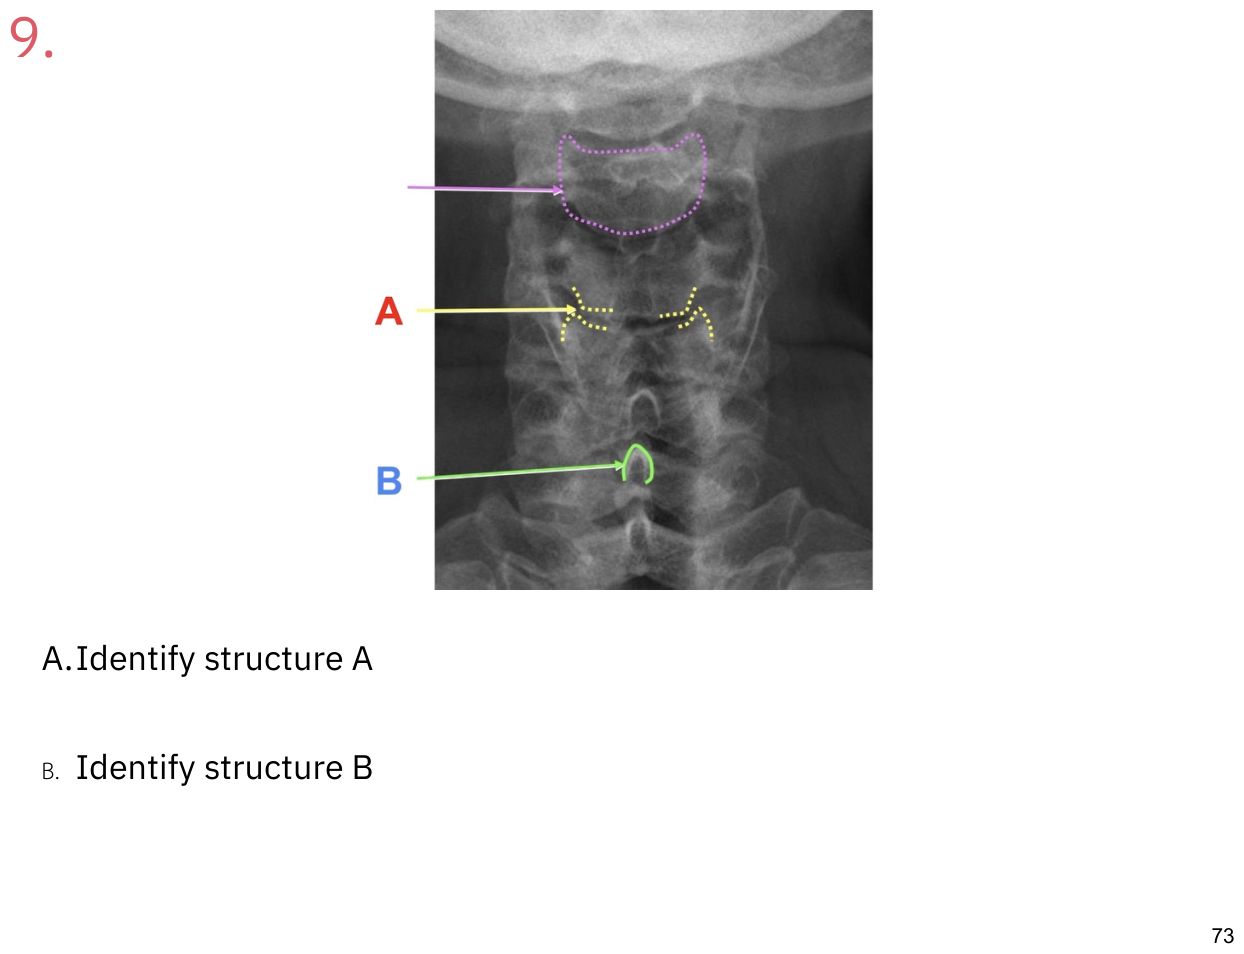 9.
A
B
A. Identify structure A
B. Identify structure B
73